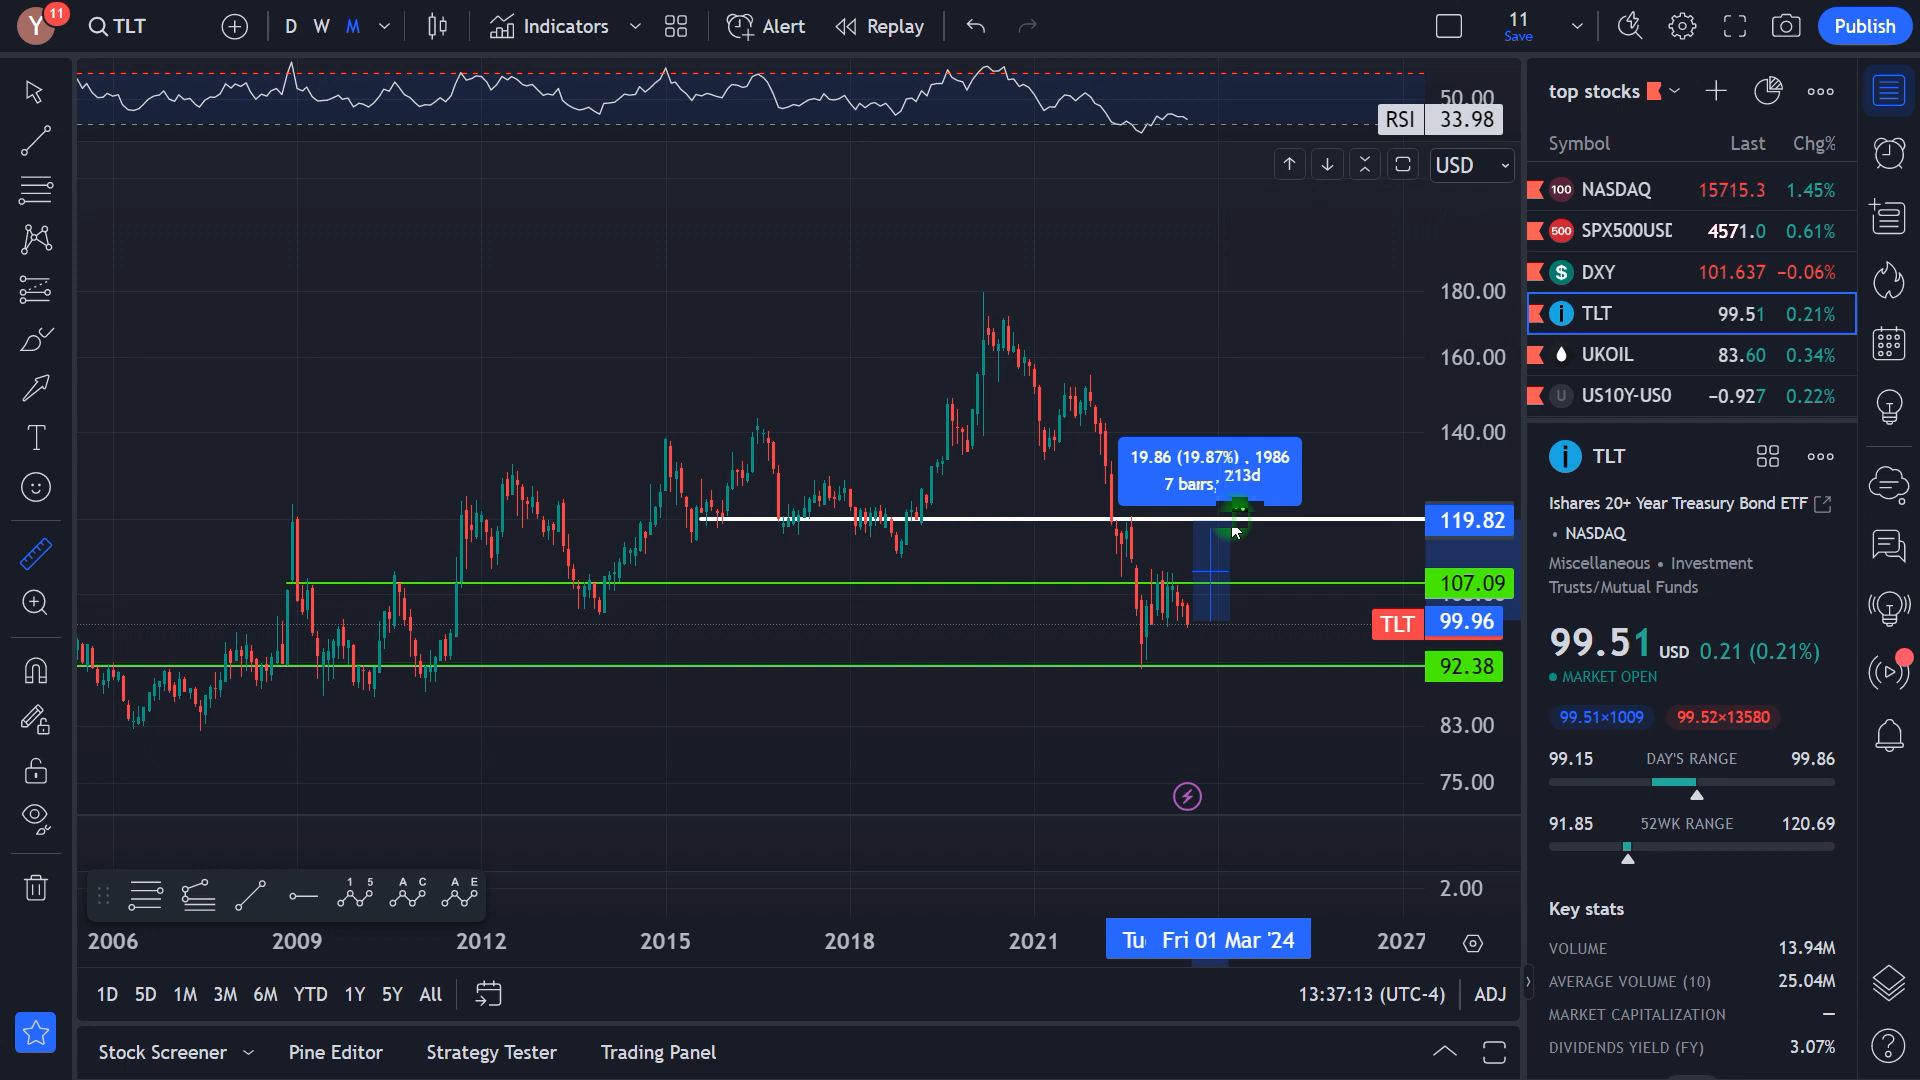 Y
11
TLT
D
W
M
Indicators
Alert
Replay
11
Save
Publish
50.00
RSI 33.98
USD
180.00
160.00
140.00
19.86 (19.87%) , 1986
213d
119.82
107.09
TLT 99.96
92.38
83.00
75.00
2.00
1 5
A C
A E
2006
2009
2012
2015
2018
2021
Fri 01 Mar '24
2027
1D
5D
1M
3M
6M
YTD
1Y
5Y
All
13:37:13 (UTC-4)
ADJ
Stock Screener
Pine Editor
Strategy Tester
Trading Panel
top stocks
Symbol Last Chg%
100 NASDAQ 15715.3 1.45%
500 SPX500USD 4571.0 0.61%
$ DXY 101.637 −0.06%
i TLT 99.51 0.21%
UKOIL 83.60 0.34%
U US10Y-US0 −0.927 0.22%
i TLT
Ishares 20+ Year Treasury Bond ETF
• NASDAQ
Miscellaneous • Investment
Trusts/Mutual Funds
99.51 USD 0.21 (0.21%)
MARKET OPEN
99.51×1009 99.52×13580
99.15 DAY'S RANGE 99.86
91.85 52WK RANGE 120.69
Key stats
VOLUME 13.94M
AVERAGE VOLUME (10) 25.04M
MARKET CAPITALIZATION —
DIVIDENDS YIELD (FY) 3.07%